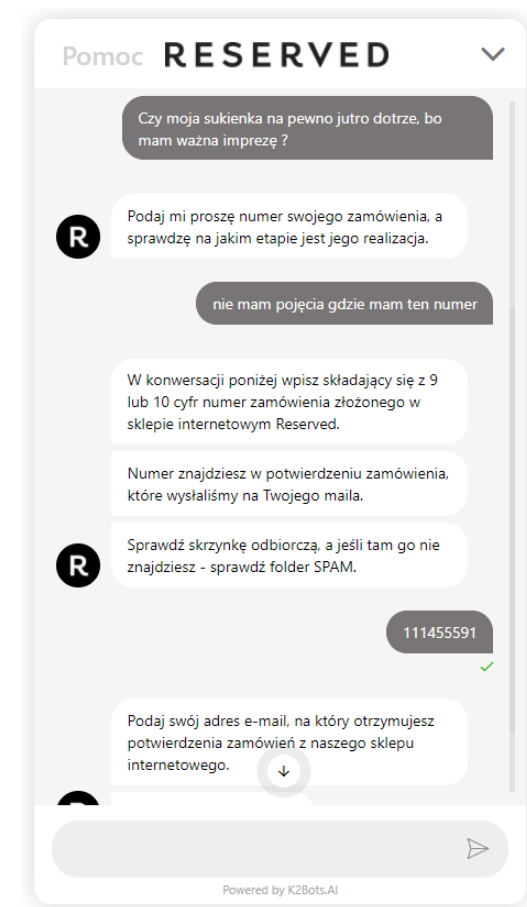 Pomoc RESERVED
Czy moja sukienka na pewno jutro dotrze, bo
mam ważna imprezę ?
Podaj mi proszę numer swojego zamówienia, a
sprawdzę na jakim etapie jest jego realizacja.
R
nie mam pojęcia gdzie mam ten numer
W konwersacji poniżej wpisz składający się z 9
lub 10 cyfr numer zamówienia złożonego w
sklepie internetowym Reserved.
Numer znajdziesz w potwierdzeniu zamówienia,
które wysłaliśmy na Twojego maila.
Sprawdź skrzynkę odbiorczą, a jeśli tam go nie
znajdziesz - sprawdź folder SPAM.
R
111455591
Podaj swój adres e-mail, na który otrzymujesz
potwierdzenia zamówień z naszego sklepu
internetowego.
Powered by K2Bots.AI